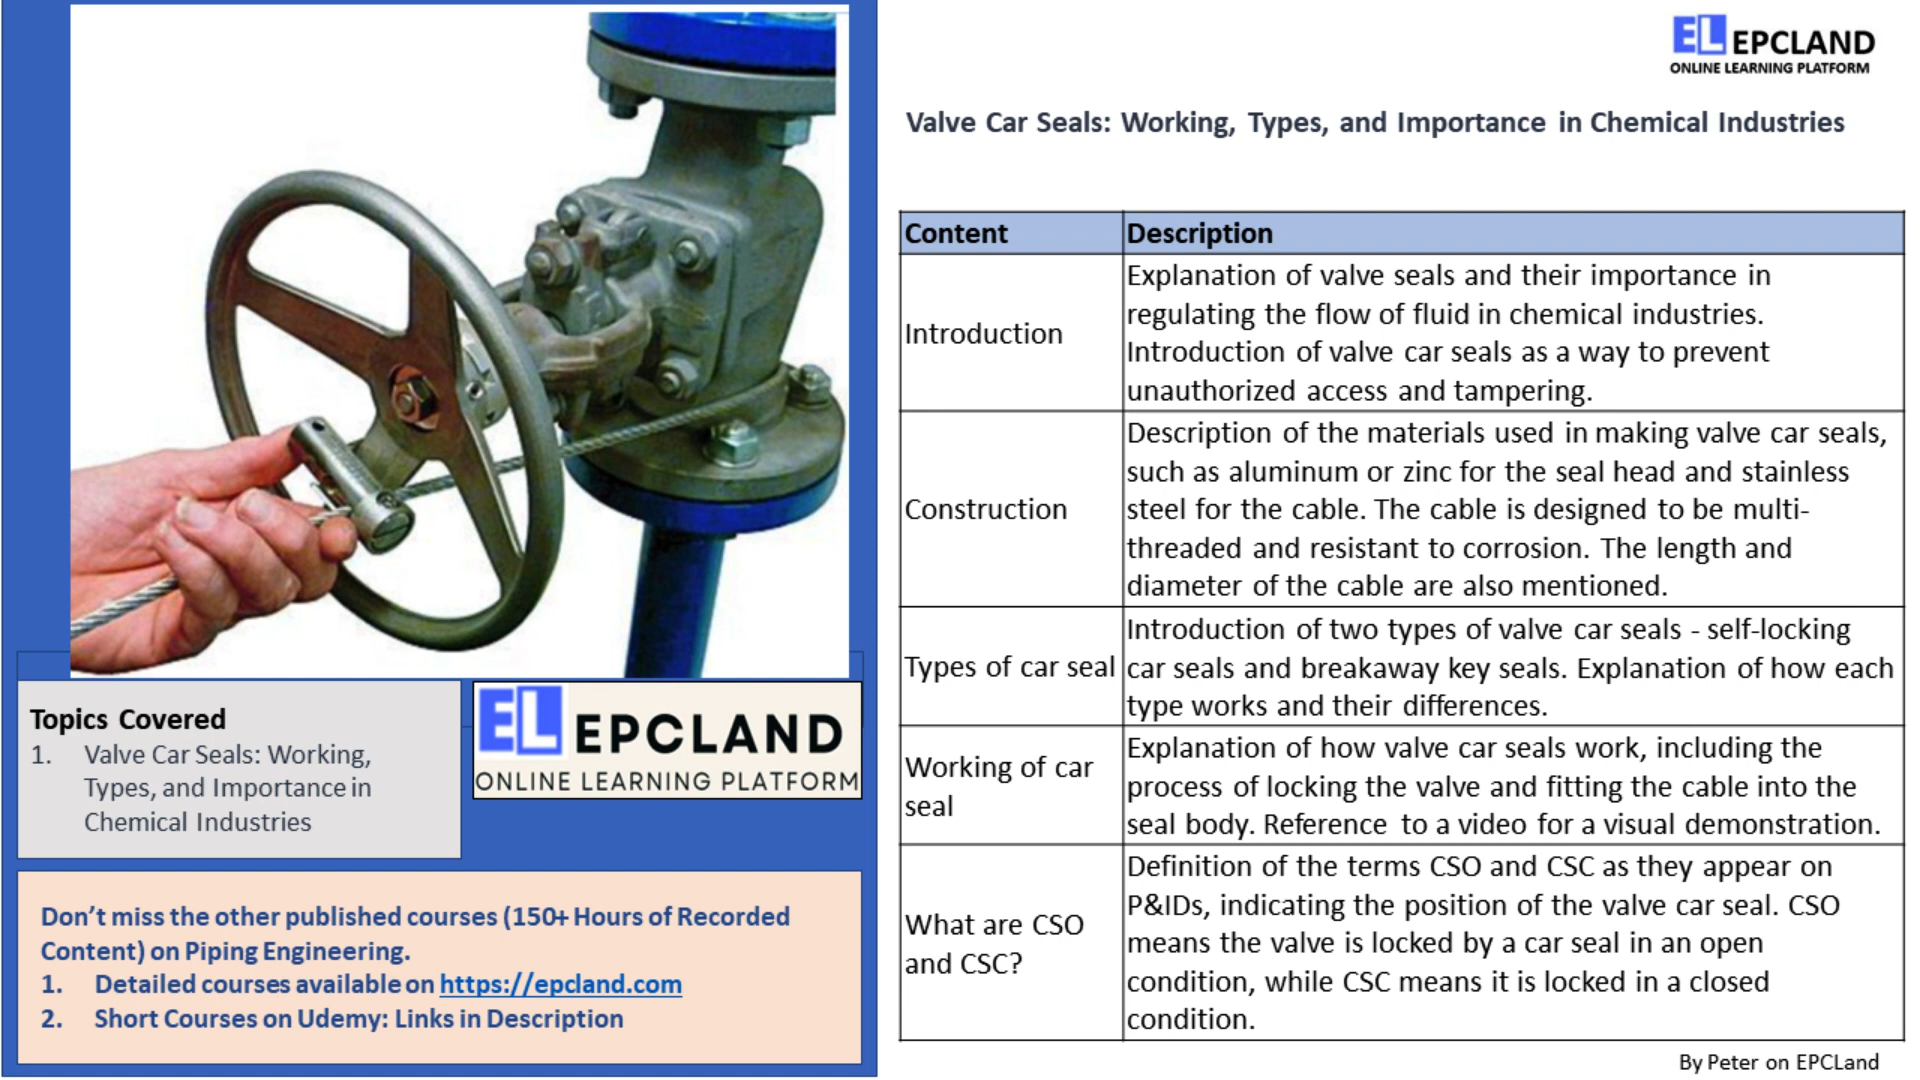 EL EPCLAND
ONLINE LEARNING PLATFORM
Valve Car Seals: Working, Types, and Importance in Chemical Industries
Content Description
Introduction
Explanation of valve seals and their importance in
regulating the flow of fluid in chemical industries.
Introduction of valve car seals as a way to prevent
unauthorized access and tampering.
Construction
Description of the materials used in making valve car seals,
such as aluminum or zinc for the seal head and stainless
steel for the cable. The cable is designed to be multi-
threaded and resistant to corrosion. The length and
diameter of the cable are also mentioned.
Types of car seal
Introduction of two types of valve car seals - self-locking
car seals and breakaway key seals. Explanation of how each
type works and their differences.
Working of car
seal
Explanation of how valve car seals work, including the
process of locking the valve and fitting the cable into the
seal body. Reference to a video for a visual demonstration.
What are CSO
and CSC?
Definition of the terms CSO and CSC as they appear on
P&IDs, indicating the position of the valve car seal. CSO
means the valve is locked by a car seal in an open
condition, while CSC means it is locked in a closed
condition.
By Peter on EPCLand
Topics Covered
1. Valve Car Seals: Working,
Types, and Importance in
Chemical Industries
EL EPCLAND
ONLINE LEARNING PLATFORM
Don't miss the other published courses (150+ Hours of Recorded
Content) on Piping Engineering.
1. Detailed courses available on https://epcland.com
2. Short Courses on Udemy: Links in Description